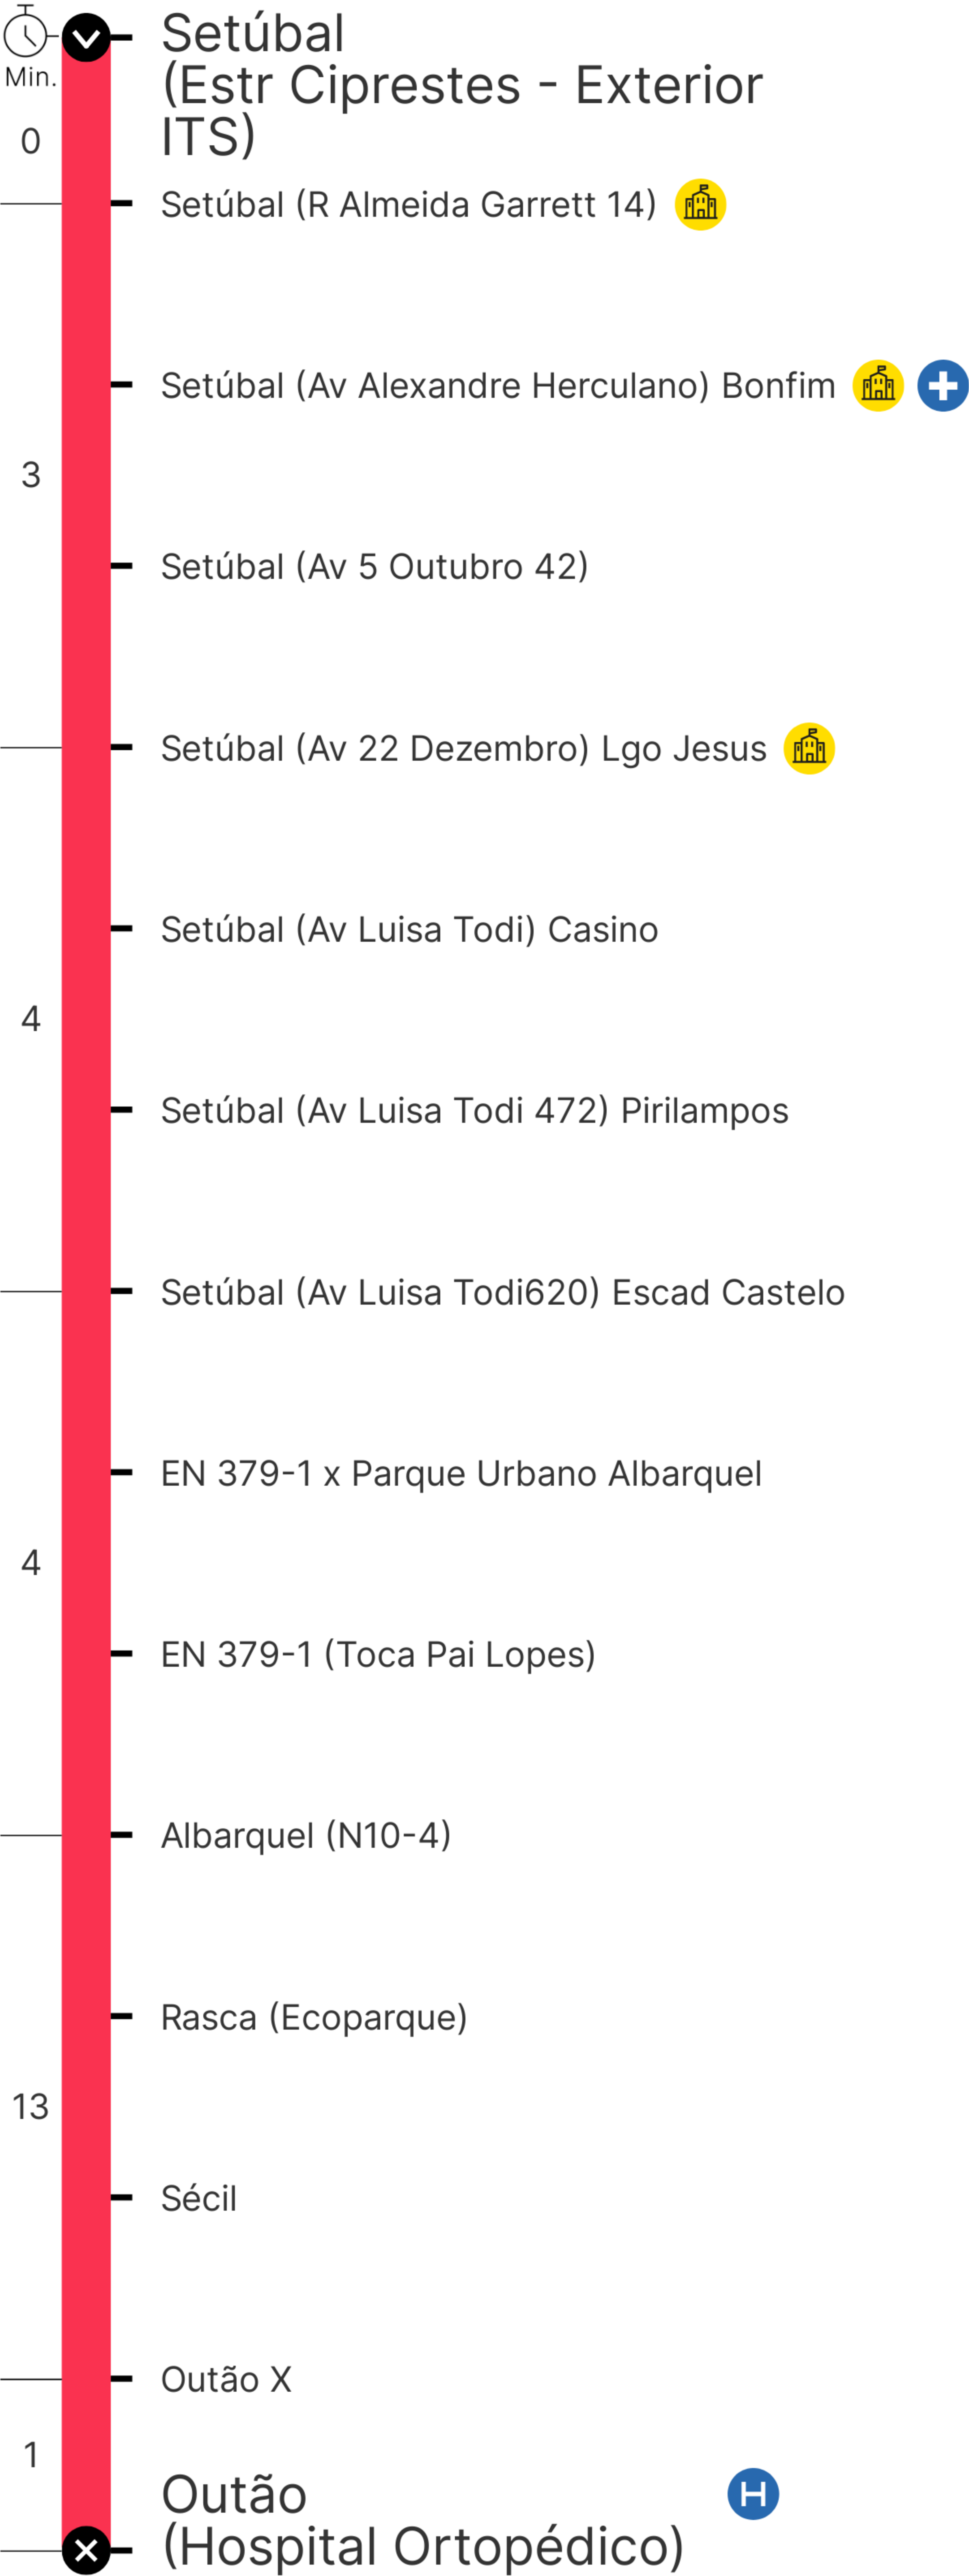 Setúbal
Min.
(Estr Ciprestes - Exterior
0
ITS)
Setúbal (R Almeida Garrett 14)
Setúbal (Av Alexandre Herculano) Bonfim
3
Setúbal (Av 5 Outubro 42)
Setúbal (Av 22 Dezembro) Lgo Jesus
Setúbal (Av Luisa Todi) Casino
4
Setúbal (Av Luisa Todi 472) Pirilampos
Setúbal (Av Luisa Todi620) Escad Castelo
EN 379-1 x Parque Urbano Albarquel
4
EN 379-1 (Toca Pai Lopes)
Albarquel (N10-4)
Rasca (Ecoparque)
13
Sécil
Outão X
1
Outão
H
(Hospital Ortopédico)